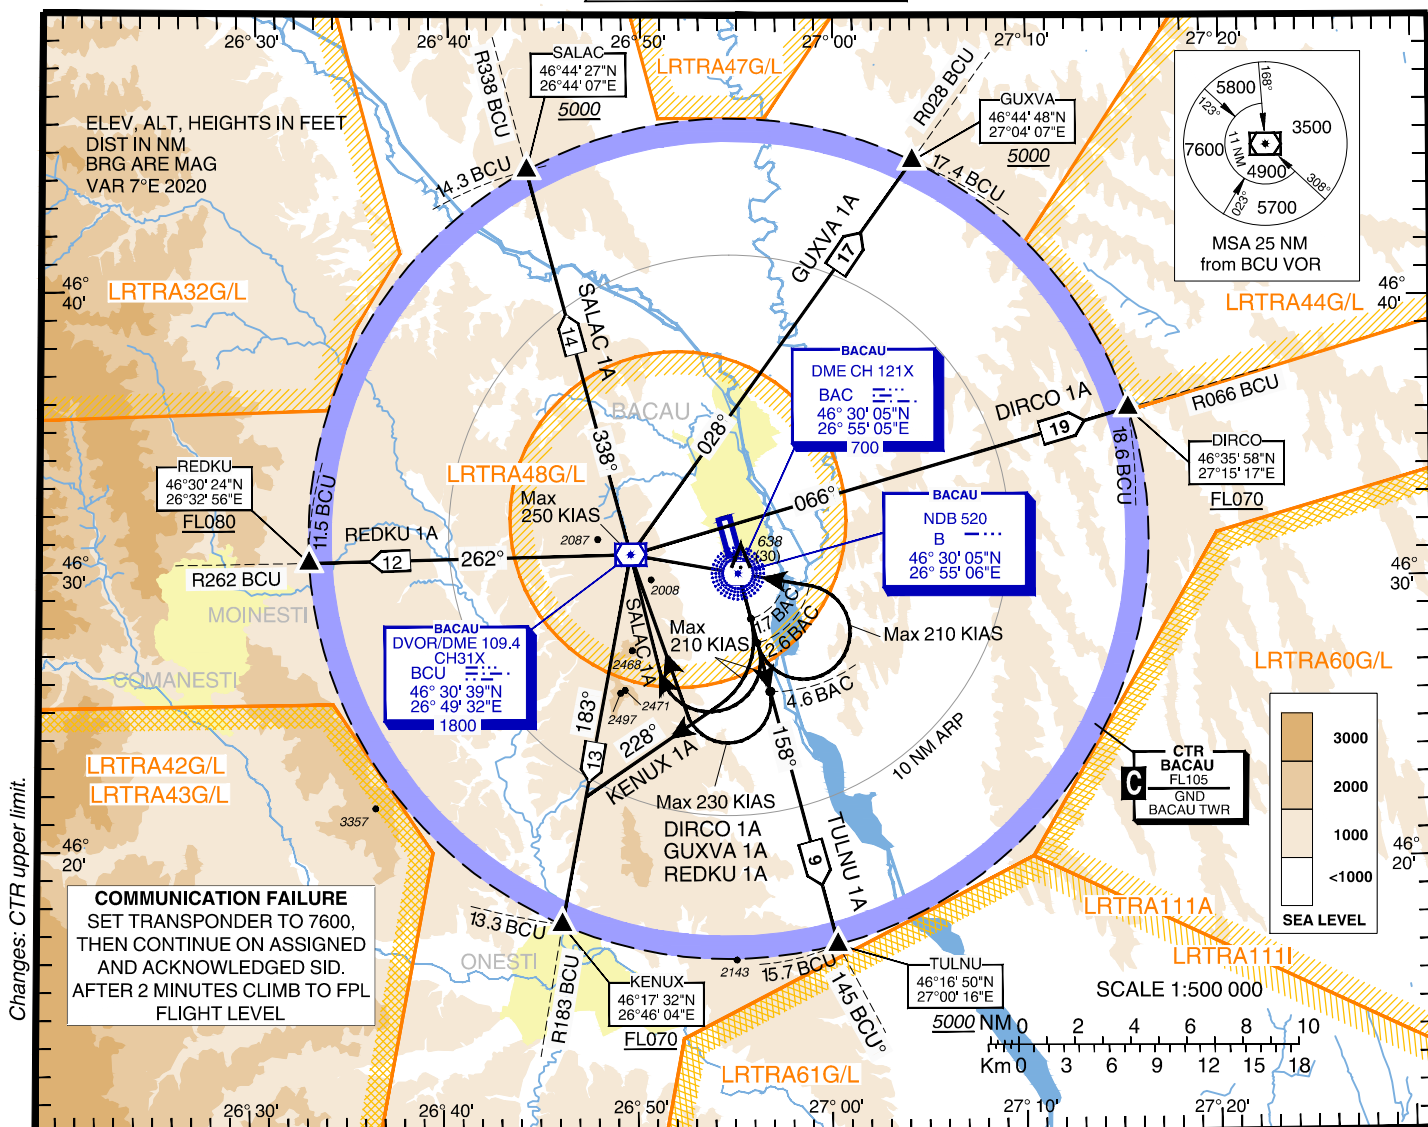 26° 30'
26° 40'
26° 50'
27° 00'
27° 10'
27° 20'
ELEV, ALT, HEIGHTS IN FEET
DIST IN NM
BRG ARE MAG
VAR 7°E 2020
R338 BCU
SALAC
46°44' 27"N
26°44' 07"E
5000
LRTRA47G/L
R028 BCU
GUXVA
46°44' 48"N
27°04' 07"E
5000
14.3 BCU
17.4 BCU
168°
5800
123°
3500
7600
11 NM
4900
308°
023°
5700
MSA 25 NM
from BCU VOR
46°
40'
LRTRA32G/L
LRTRA44G/L
46°
40'
GUXVA 1A
17
SALAC 1A
14
BACAU
DME CH 121X
BAC
46° 30' 05"N
26° 55' 05"E
700
DIRCO 1A
19
R066 BCU
BACAU
338°
028°
18.6 BCU
DIRCO
46°35' 58"N
27°15' 17"E
FL070
REDKU
46°30' 24"N
26°32' 56"E
FL080
11.5 BCU
LRTRA48G/L
Max
250 KIAS
066°
BACAU
NDB 520
B
46° 30' 05"N
26° 55' 06"E
REDKU 1A
12
262°
2087
638
(30)
R262 BCU
46°
30'
46°
30'
2008
MOINESTI
SALAC 1A
1.7 BAC
2.6 BAC
Max
210 KIAS
Max 210 KIAS
BACAU
DVOR/DME 109.4
CH31X
BCU
46° 30' 39"N
26° 49' 32"E
1800
2468
LRTRA60G/L
COMANESTI
2471
2497
4.6 BAC
183°
13
228°
KENUX 1A
158°
10 NM ARP
LRTRA42G/L
LRTRA43G/L
3357
CTR
BACAU
FL105
GND
BACAU TWR
C
3000
2000
1000
<1000
SEA LEVEL
Max 230 KIAS
DIRCO 1A
GUXVA 1A
REDKU 1A
TULNU 1A
9
46°
20'
46°
20'
COMMUNICATION FAILURE
SET TRANSPONDER TO 7600,
THEN CONTINUE ON ASSIGNED
AND ACKNOWLEDGED SID.
AFTER 2 MINUTES CLIMB TO FPL
FLIGHT LEVEL
Changes: CTR upper limit.
13.3 BCU
ONESTI
R183 BCU
2143
15.7 BCU
145 BCU°
LRTRA111A
LRTRA111I
KENUX
46°17' 32"N
26°46' 04"E
FL070
TULNU
46°16' 50"N
27°00' 16"E
5000
SCALE 1:500 000
NM 0 2 4 6 8 10
Km 0 3 6 9 12 15 18
LRTRA61G/L
26° 30'
26° 40'
26° 50'
27° 00'
27° 10'
27° 20'